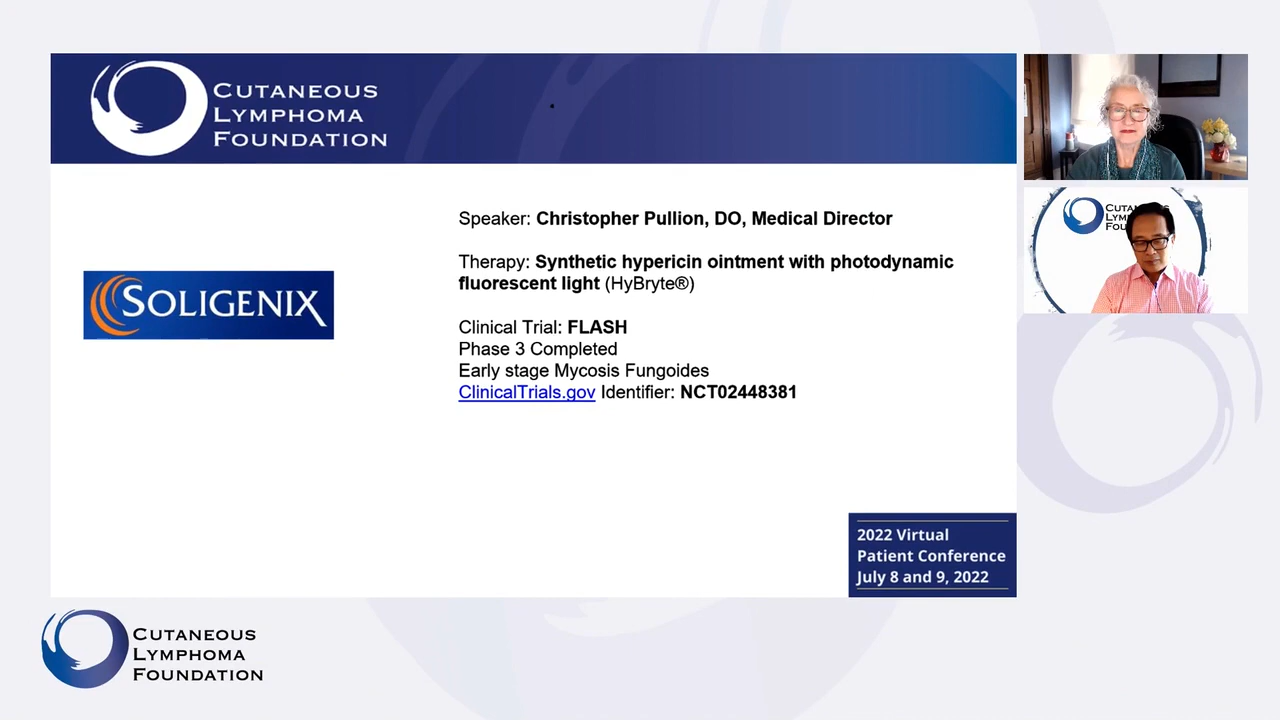 CUTANEOUS
LYMPHOMA
FOUNDATION
SOLIGENIX
Speaker: Christopher Pullion, DO, Medical Director
Therapy: Synthetic hypericin ointment with photodynamic
fluorescent light (HyBryte®)
Clinical Trial: FLASH
Phase 3 Completed
Early stage Mycosis Fungoides
ClinicalTrials.gov Identifier: NCT02448381
2022 Virtual
Patient Conference
July 8 and 9, 2022
CUTANEOUS
LYMPHOMA
FOUNDATION